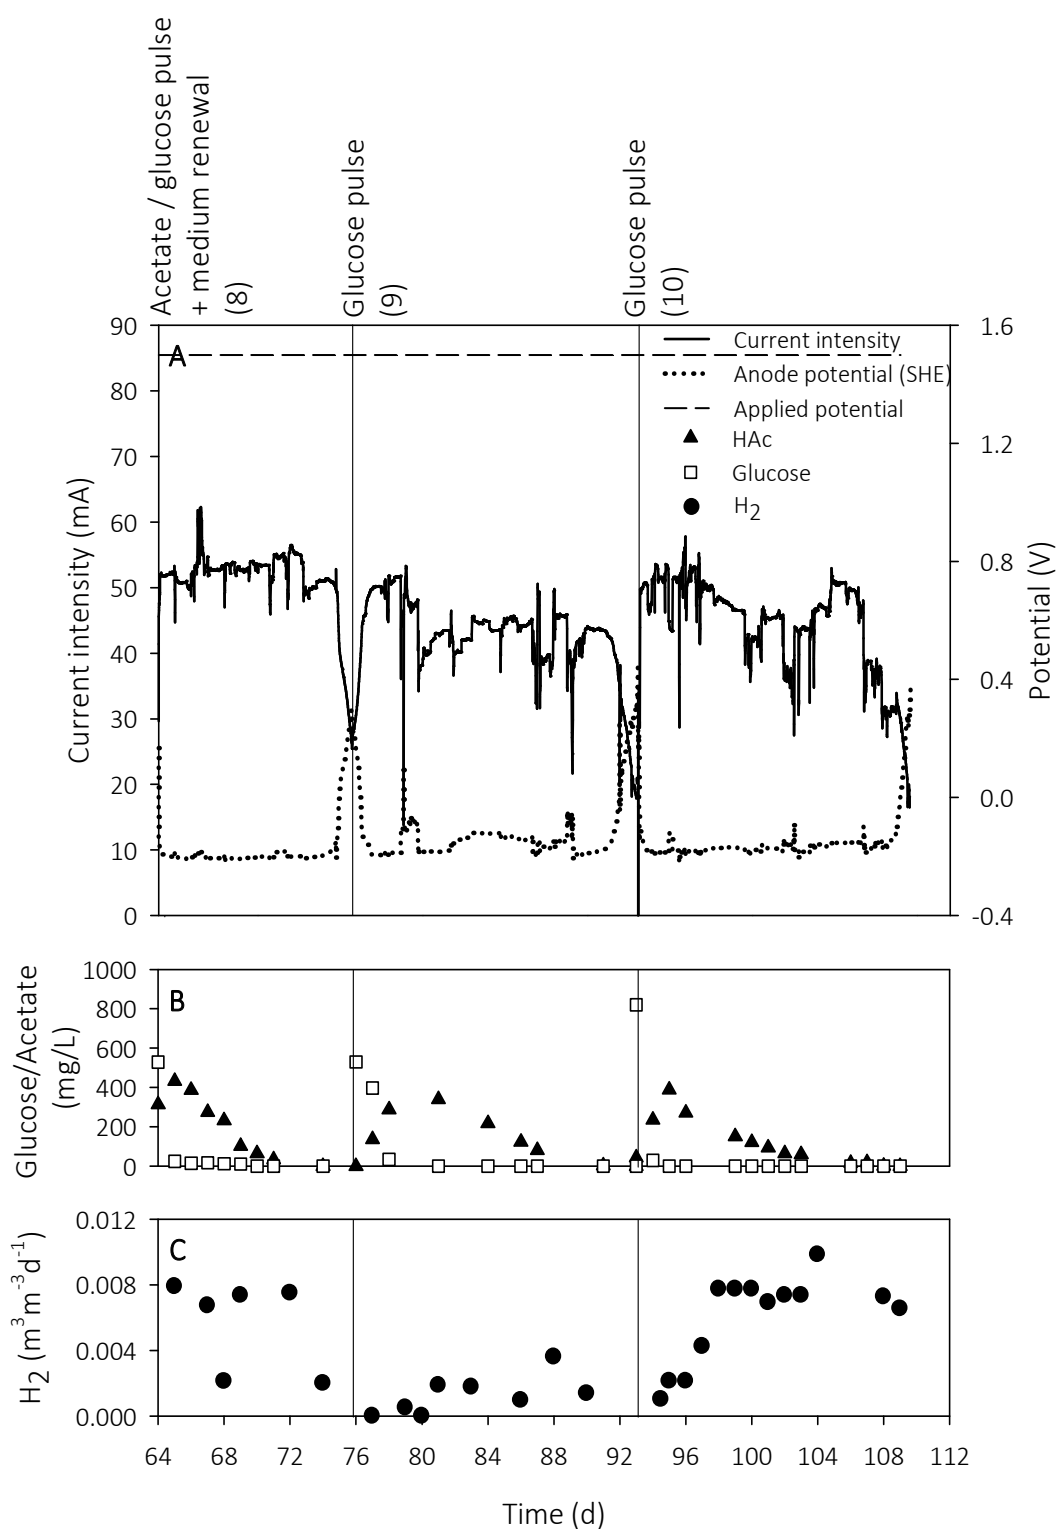 Acetate / glucose pulse
+ medium renewal
(8)
Glucose pulse
(9)
Glucose pulse
(10)
90
80
70
60
50
40
30
20
10
0
Current intensity (mA)
A
Current intensity
Anode potential (SHE)
Applied potential
HAc
Glucose
H2
1.6
1.2
0.8
0.4
0.0
-0.4
Potential (V)
1000
800
600
400
200
0
Glucose/Acetate
(mg/L)
B
0.012
0.008
0.004
0.000
H2 (m3m-3d-1)
C
64 68 72 76 80 84 88 92 96 100 104 108 112
Time (d)